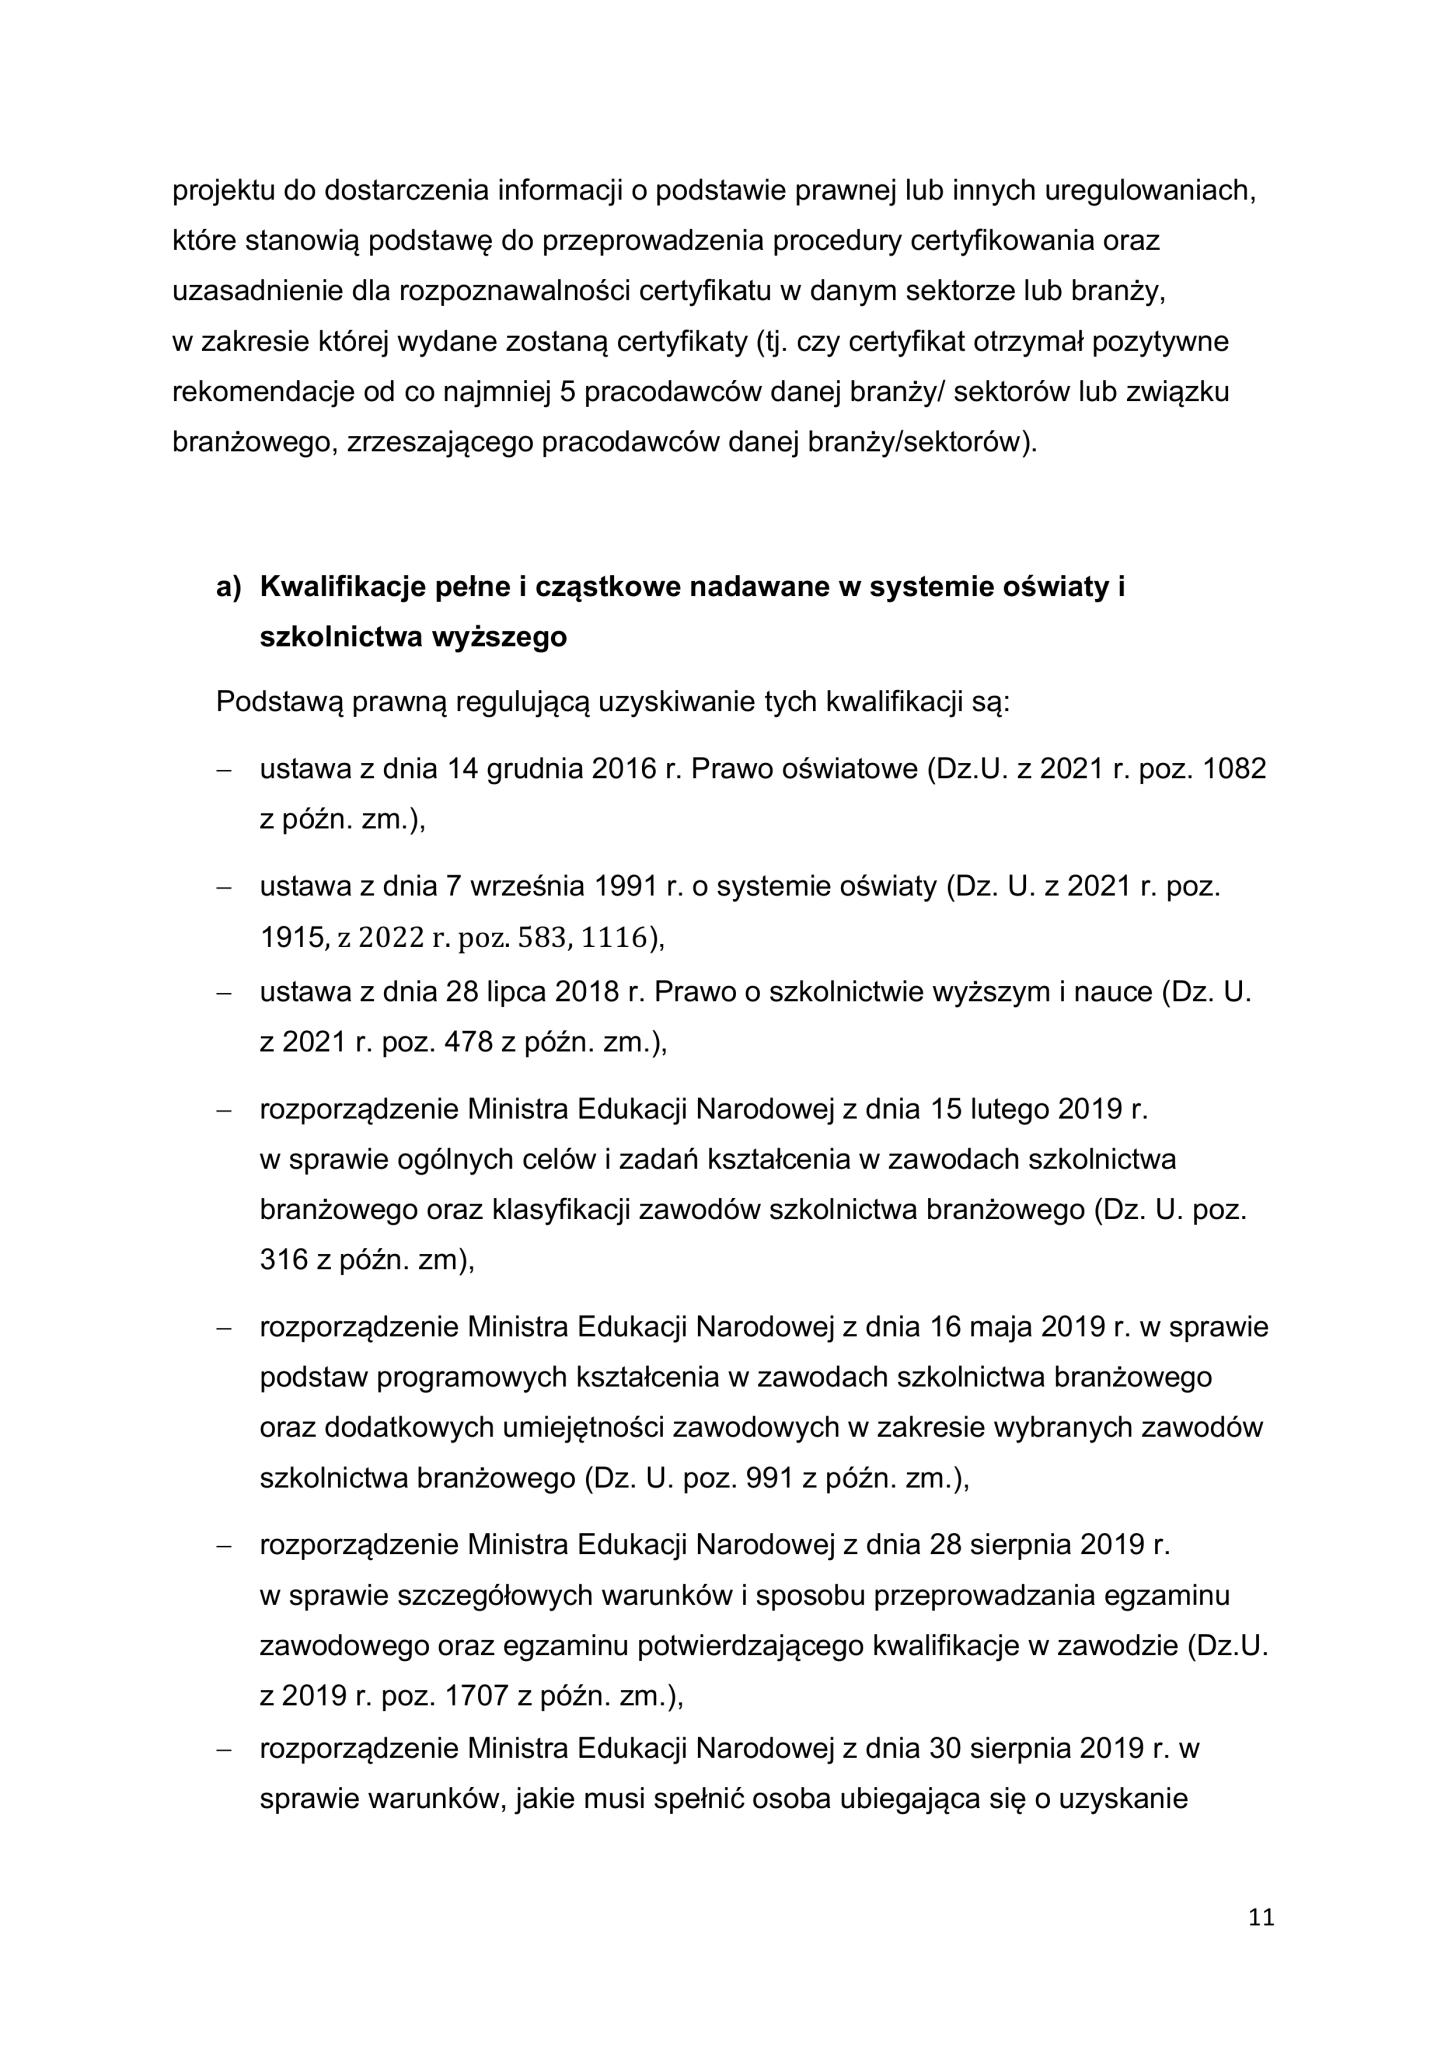 projektu do dostarczenia informacji o podstawie prawnej lub innych uregulowaniach,
które stanowią podstawę do przeprowadzenia procedury certyfikowania oraz
uzasadnienie dla rozpoznawalności certyfikatu w danym sektorze lub branży,
w zakresie której wydane zostaną certyfikaty (tj. czy certyfikat otrzymał pozytywne
rekomendacje od co najmniej 5 pracodawców danej branży/ sektorów lub związku
branżowego, zrzeszającego pracodawców danej branży/sektorów).
a) Kwalifikacje pełne i cząstkowe nadawane w systemie oświaty i
szkolnictwa wyższego
Podstawą prawną regulującą uzyskiwanie tych kwalifikacji są:
– ustawa z dnia 14 grudnia 2016 r. Prawo oświatowe (Dz.U. z 2021 r. poz. 1082
z późn. zm.),
– ustawa z dnia 7 września 1991 r. o systemie oświaty (Dz. U. z 2021 r. poz.
1915, z 2022 r. poz. 583, 1116),
– ustawa z dnia 28 lipca 2018 r. Prawo o szkolnictwie wyższym i nauce (Dz. U.
z 2021 r. poz. 478 z późn. zm.),
– rozporządzenie Ministra Edukacji Narodowej z dnia 15 lutego 2019 r.
w sprawie ogólnych celów i zadań kształcenia w zawodach szkolnictwa
branżowego oraz klasyfikacji zawodów szkolnictwa branżowego (Dz. U. poz.
316 z późn. zm),
– rozporządzenie Ministra Edukacji Narodowej z dnia 16 maja 2019 r. w sprawie
podstaw programowych kształcenia w zawodach szkolnictwa branżowego
oraz dodatkowych umiejętności zawodowych w zakresie wybranych zawodów
szkolnictwa branżowego (Dz. U. poz. 991 z późn. zm.),
– rozporządzenie Ministra Edukacji Narodowej z dnia 28 sierpnia 2019 r.
w sprawie szczegółowych warunków i sposobu przeprowadzania egzaminu
zawodowego oraz egzaminu potwierdzającego kwalifikacje w zawodzie (Dz.U.
z 2019 r. poz. 1707 z późn. zm.),
– rozporządzenie Ministra Edukacji Narodowej z dnia 30 sierpnia 2019 r. w
sprawie warunków, jakie musi spełnić osoba ubiegająca się o uzyskanie
11